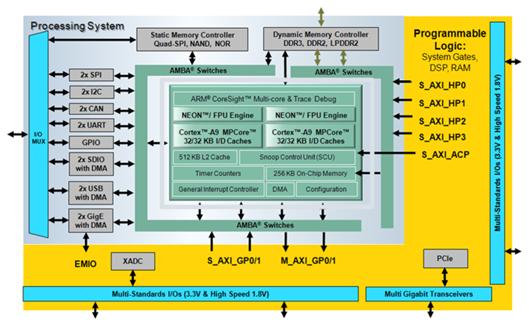 Processing System
Static Memory Controller
Quad-SPI, NAND, NOR
Dynamic Memory Controller
DDR3, DDR2, LPDDR2
Programmable
Logic:
System Gates,
DSP, RAM
AMBA® Switches
AMBA® Switches
I/O
MUX
2x SPI
2x I2C
2x CAN
2x UART
GPIO
2x SDIO
with DMA
2x USB
with DMA
2x GigE
with DMA
ARM® CoreSight™ Multi-core & Trace Debug
NEON™/ FPU Engine
NEON™/ FPU Engine
Cortex™-A9 MPCore™
32/32 KB I/D Caches
Cortex™-A9 MPCore™
32/32 KB I/D Caches
512 KB L2 Cache
Snoop Control Unit (SCU)
Timer Counters
256 KB On-Chip Memory
General Interrupt Controller
DMA
Configuration
AMBA® Switches
S_AXI_HP0
S_AXI_HP1
S_AXI_HP2
S_AXI_HP3
S_AXI_ACP
Multi-Standards I/Os (3.3V & High Speed 1.8V)
EMIO
XADC
S_AXI_GP0/1
M_AXI_GP0/1
PCIe
Multi-Standards I/Os (3.3V & High Speed 1.8V)
Multi Gigabit Transceivers